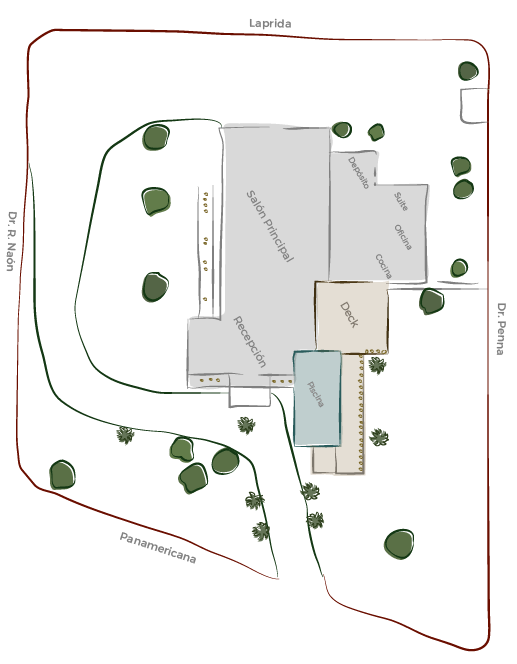 Laprida
Depósito
Suite
Salón Principal
Oficina
Dr. R. Naón
Cocina
Deck
Dr. Penna
Recepción
Piscina
Panamericana